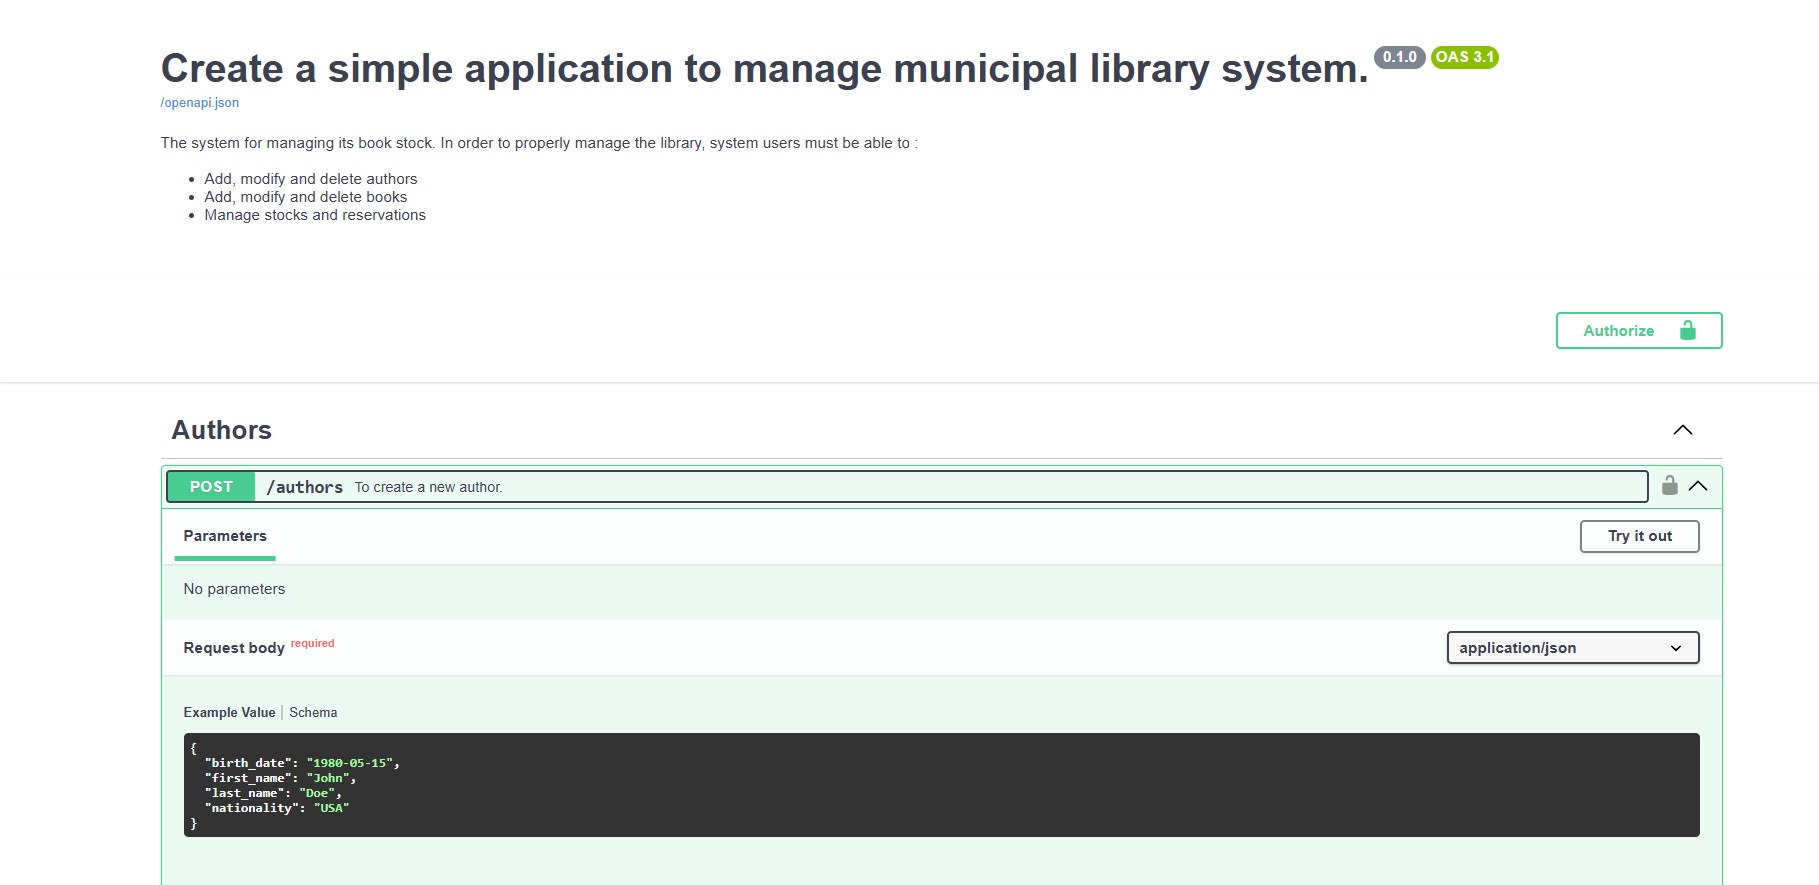 Create a simple application to manage municipal library system. 0.1.0 OAS 3.1
/openapi.json
The system for managing its book stock. In order to properly manage the library, system users must be able to :
Add, modify and delete authors
Add, modify and delete books
Manage stocks and reservations
Authorize
Authors
POST /authors To create a new author.
Parameters Try it out
No parameters
Request body required application/json
Example Value | Schema
{
"birth_date": "1980-05-15",
"first_name": "John",
"last_name": "Doe",
"nationality": "USA"
}